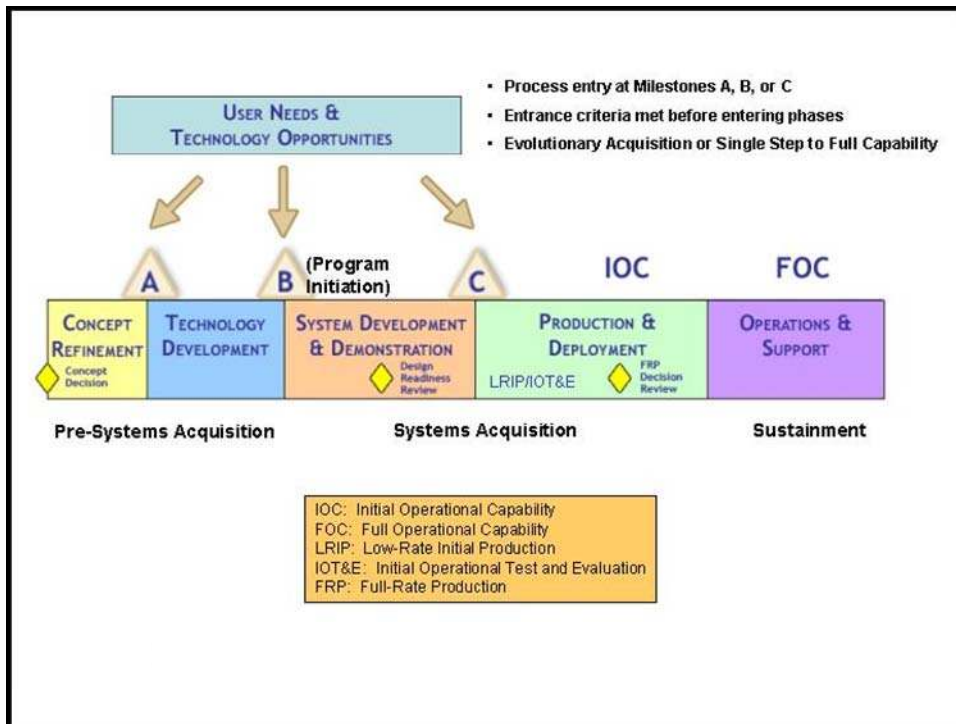 • Process entry at Milestones A, B, or C
• Entrance criteria met before entering phases
• Evolutionary Acquisition or Single Step to Full Capability
USER NEEDS &
TECHNOLOGY OPPORTUNITIES
A
B
(Program
Initiation)
C
IOC
FOC
CONCEPT
REFINEMENT
Concept
Decision
TECHNOLOGY
DEVELOPMENT
SYSTEM DEVELOPMENT
& DEMONSTRATION
Design
Readiness
Review
PRODUCTION &
DEPLOYMENT
LRIP/IOT&E
FRP
Decision
Review
OPERATIONS &
SUPPORT
Pre-Systems Acquisition
Systems Acquisition
Sustainment
IOC: Initial Operational Capability
FOC: Full Operational Capability
LRIP: Low-Rate Initial Production
IOT&E: Initial Operational Test and Evaluation
FRP: Full-Rate Production